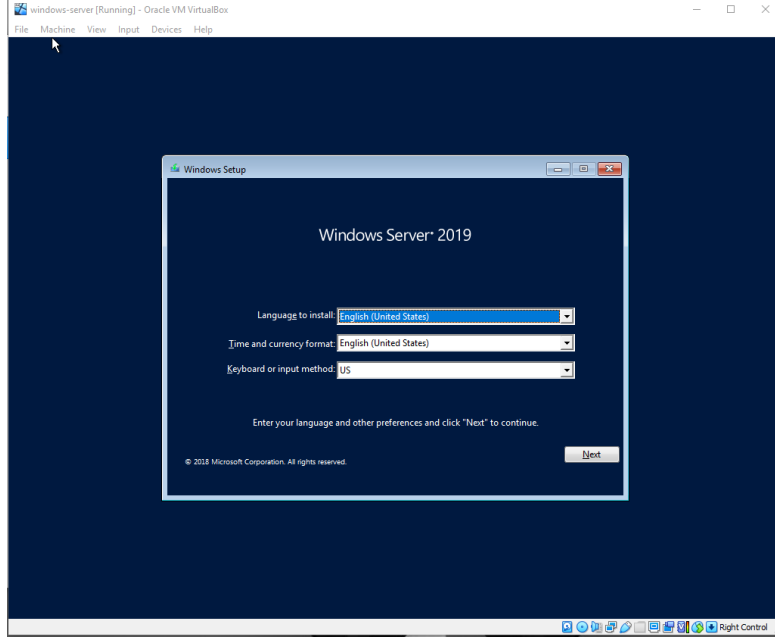 windows-server [Running] - Oracle VM VirtualBox
File Machine View Input Devices Help
Windows Setup
Windows Server 2019
Language to install: English (United States)
Time and currency format: English (United States)
Keyboard or input method: US
Enter your language and other preferences and click "Next" to continue.
Next
© 2018 Microsoft Corporation. All rights reserved.
Right Control